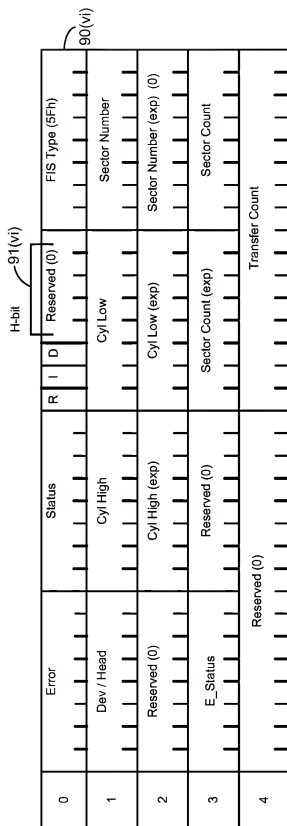 90(vi)
H-bit
91(vi)
0
Error
Status
R
I
D
Reserved (0)
FIS Type (5Fh)
1
Dev / Head
Cyl High
Cyl Low
Sector Number
2
Reserved (0)
Cyl High (exp)
Cyl Low (exp)
Sector Number (exp) (0)
3
E_Status
Reserved (0)
Sector Count (exp)
Sector Count
4
Reserved (0)
Transfer Count